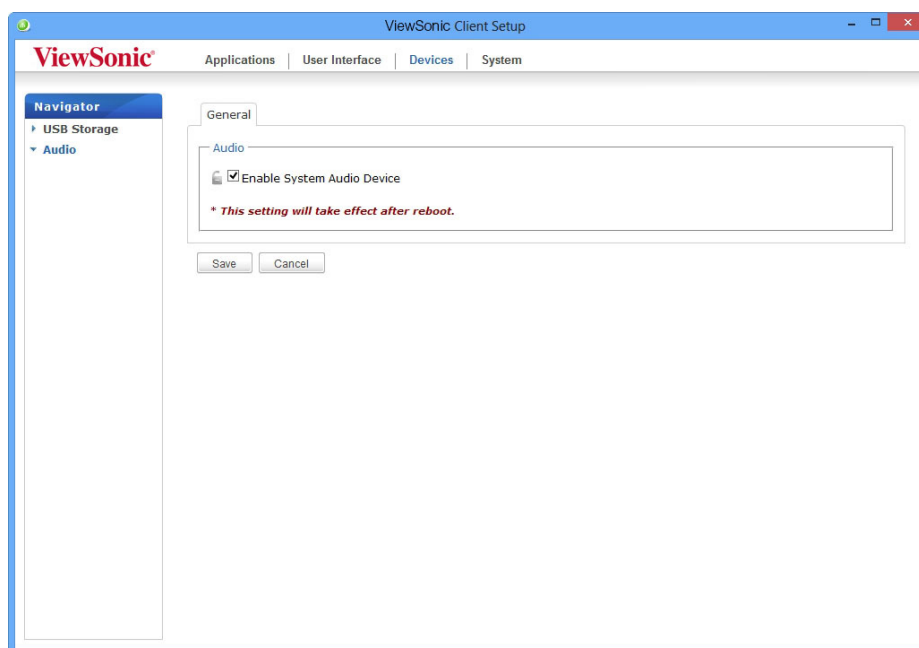 ViewSonic Client Setup
ViewSonic®
Applications | User Interface | Devices | System
Navigator
USB Storage
Audio
General
Audio
Enable System Audio Device
* This setting will take effect after reboot.
Save Cancel